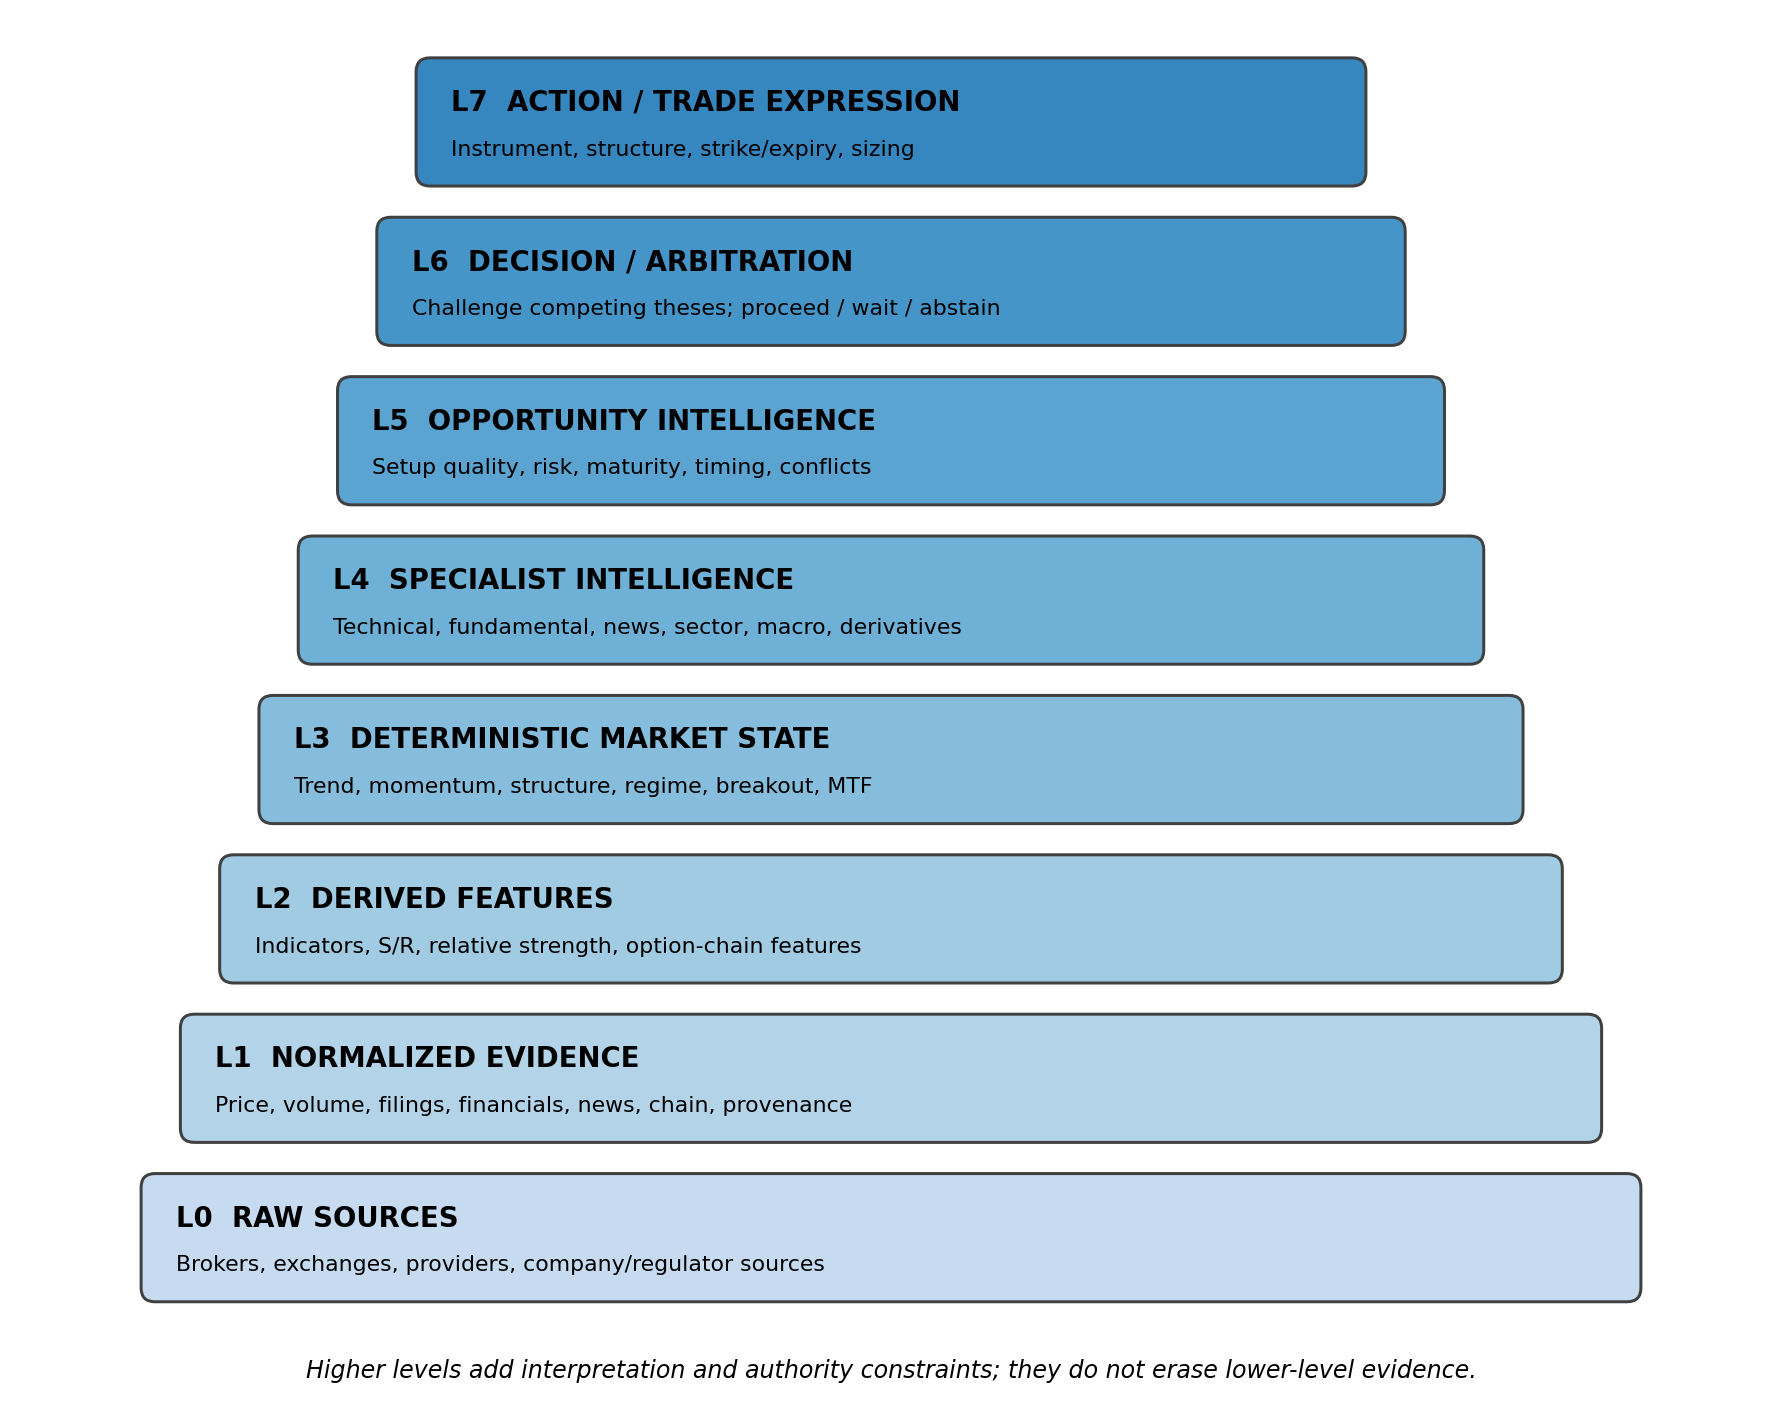 L7  ACTION / TRADE EXPRESSION
Instrument, structure, strike/expiry, sizing
L6  DECISION / ARBITRATION
Challenge competing theses; proceed / wait / abstain
L5  OPPORTUNITY INTELLIGENCE
Setup quality, risk, maturity, timing, conflicts
L4  SPECIALIST INTELLIGENCE
Technical, fundamental, news, sector, macro, derivatives
L3  DETERMINISTIC MARKET STATE
Trend, momentum, structure, regime, breakout, MTF
L2  DERIVED FEATURES
Indicators, S/R, relative strength, option-chain features
L1  NORMALIZED EVIDENCE
Price, volume, filings, financials, news, chain, provenance
L0  RAW SOURCES
Brokers, exchanges, providers, company/regulator sources
Higher levels add interpretation and authority constraints; they do not erase lower-level evidence.